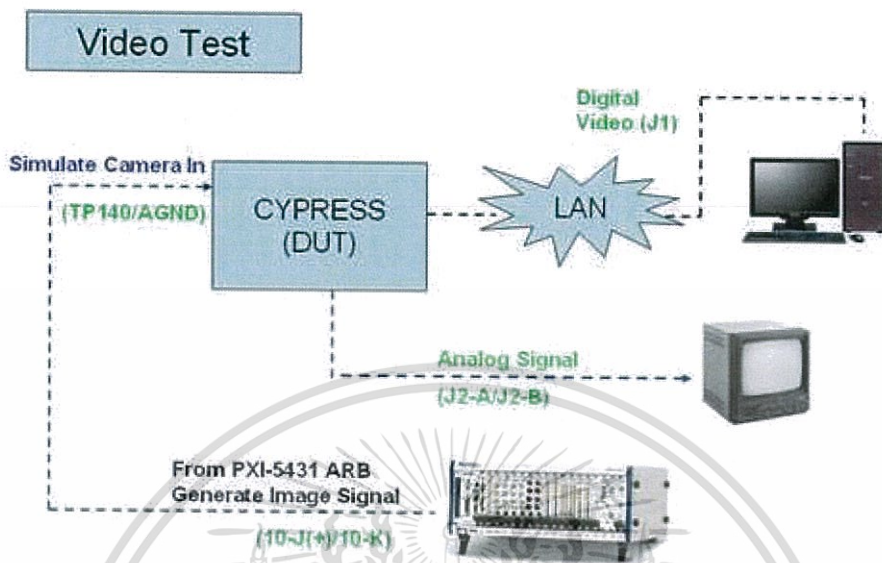 Video Test
Digital
Video (J1)
Simulate Camera In
(TP140/AGND)
CYPRESS
(DUT)
LAN
Analog Signal
(J2-A/J2-B)
From PXI-5431 ARB
Generate Image Signal
(10-J(+)/10-K)